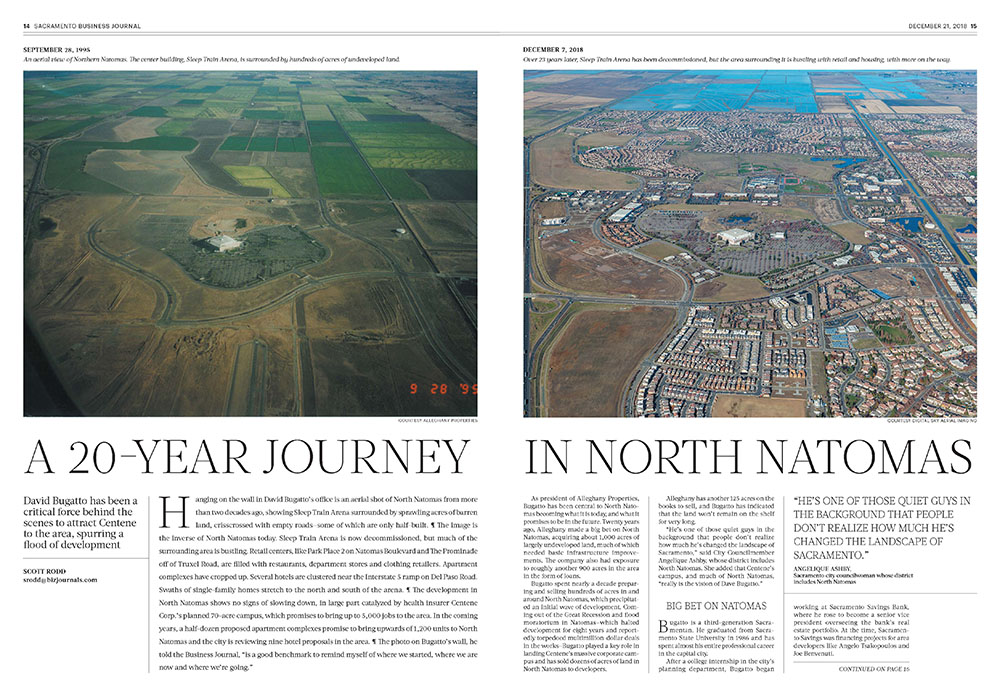 14 SACRAMENTO BUSINESS JOURNAL
DECEMBER 21, 2018 15
SEPTEMBER 28, 1995
An aerial view of Northern Natomas. The center building, Sleep Train Arena, is surrounded by hundreds of acres of undeveloped land.
DECEMBER 7, 2018
Over 23 years later, Sleep Train Arena has been decommissioned, but the area surrounding it is bustling with retail and housing, with more on the way.
9 28 '95
COURTESY ALLEGHANY PROPERTIES
COURTESY DIGITAL SKY AERIAL IMAGING
A 20-YEAR JOURNEY
IN NORTH NATOMAS
David Bugatto has been a
critical force behind the
scenes to attract Centene
to the area, spurring a
flood of development
SCOTT RODD
srodd@bizjournals.com
Hanging on the wall in David Bugatto's office is an aerial shot of North Natomas from more
than two decades ago, showing Sleep Train Arena surrounded by sprawling acres of barren
land, crisscrossed with empty roads–some of which are only half-built. ¶ The image is
the inverse of North Natomas today. Sleep Train Arena is now decommissioned, but much of the
surrounding area is bustling. Retail centers, like Park Place 2 on Natomas Boulevard and The Prominade
off of Truxel Road, are filled with restaurants, department stores and clothing retailers. Apartment
complexes have cropped up. Several hotels are clustered near the Interstate 5 ramp on Del Paso Road.
Swaths of single-family homes stretch to the north and south of the arena. ¶ The development in
North Natomas shows no signs of slowing down, in large part catalyzed by health insurer Centene
Corp.'s planned 70-acre campus, which promises to bring up to 5,000 jobs to the area. In the coming
years, a half-dozen proposed apartment complexes promise to bring upwards of 1,200 units to North
Natomas and the city is reviewing nine hotel proposals in the area. ¶ The photo on Bugatto's wall, he
told the Business Journal, "is a good benchmark to remind myself of where we started, where we are
now and where we're going."
As president of Alleghany Properties,
Bugatto has been central to North Nato-
mas becoming what it is today, and what it
promises to be in the future. Twenty years
ago, Alleghany made a big bet on North
Natomas, acquiring about 1,000 acres of
largely undeveloped land, much of which
needed basic infrastructure improve-
ments. The company also had exposure
to roughly another 900 acres in the area
in the form of loans.
Bugatto spent nearly a decade prepar-
ing and selling hundreds of acres in and
around North Natomas, which precipitat-
ed an initial wave of development. Com-
ing out of the Great Recession and flood
moratorium in Natomas–which halted
development for eight years and report-
edly torpedoed multimillion-dollar deals
in the works–Bugatto played a key role in
landing Centene's massive corporate cam-
pus and has sold dozens of acres of land in
North Natomas to developers.
Alleghany has another 125 acres on the
books to sell, and Bugatto has indicated
that the land won't remain on the shelf
for very long.
"He's one of those quiet guys in the
background that people don't realize
how much he's changed the landscape of
Sacramento," said City Councilmember
Angelique Ashby, whose district includes
North Natomas. She added that Centene's
campus, and much of North Natomas,
"really is the vision of Dave Bugatto."
BIG BET ON NATOMAS
Bugatto is a third-generation Sacra-
mentan. He graduated from Sacra-
mento State University in 1986 and has
spent almost his entire professional career
in the capital city.
After a college internship in the city's
planning department, Bugatto began
"HE'S ONE OF THOSE QUIET GUYS IN
THE BACKGROUND THAT PEOPLE
DON'T REALIZE HOW MUCH HE'S
CHANGED THE LANDSCAPE OF
SACRAMENTO."
ANGELIQUE ASHBY,
Sacramento city councilwoman whose district
includes North Natomas
working at Sacramento Savings Bank,
where he rose to become a senior vice
president overseeing the bank's real
estate portfolio. At the time, Sacramen-
to Savings was financing projects for area
developers like Angelo Tsakopoulos and
Joe Benvenuti.
CONTINUED ON PAGE 16